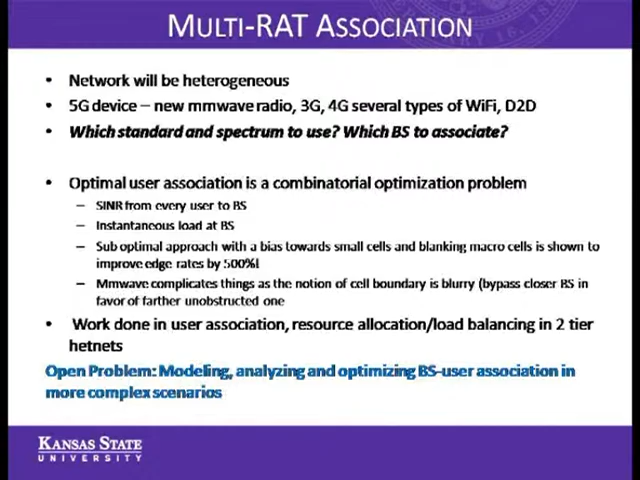 MULTI-RAT ASSOCIATION
• Network will be heterogeneous
• 5G device – new mmwave radio, 3G, 4G several types of WiFi, D2D
• Which standard and spectrum to use? Which BS to associate?
• Optimal user association is a combinatorial optimization problem
– SINR from every user to BS
– Instantaneous load at BS
– Sub optimal approach with a bias towards small cells and blanking macro cells is shown to
improve edge rates by 500%!
– Mmwave complicates things as the notion of cell boundary is blurry (bypass closer BS in
favor of farther unobstructed one
• Work done in user association, resource allocation/load balancing in 2 tier
hetnets
Open Problem: Modeling, analyzing and optimizing BS-user association in
more complex scenarios
KANSAS STATE
UNIVERSITY